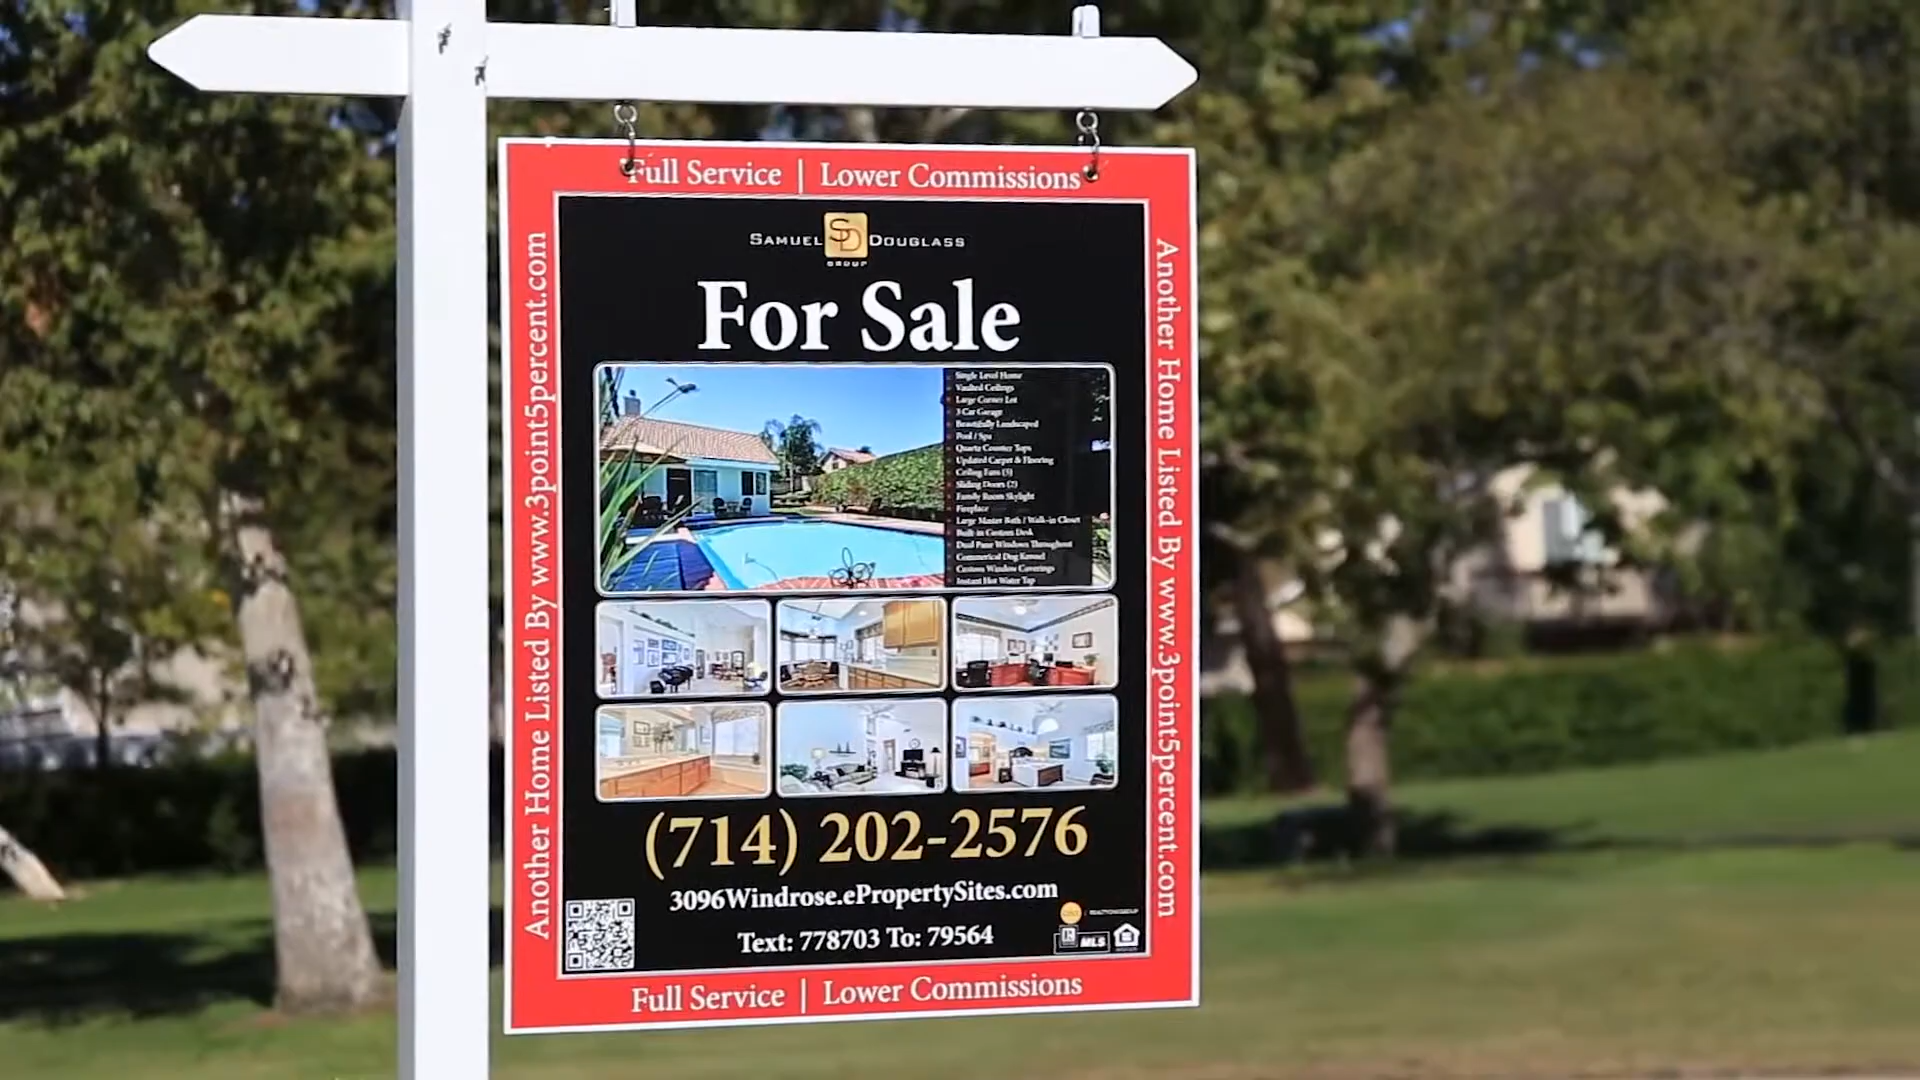 Full Service | Lower Commissions
SAMUEL SD DOUGLASS
GROUP
For Sale
Single Level Home
Vaulted Ceilings
Large Corner Lot
3 Car Garage
Beautifully Landscaped
Pool / Spa
Quartz Counter Tops
Updated Carpet & Flooring
Ceiling Fans (5)
Sliding Doors (2)
Family Room Skylight
Fireplace
Large Master Bath / Walk-in Closet
Built-in Custom Desk
Dual Pane Windows Throughout
Commerical Dog Kennel
Custom Window Coverings
Instant Hot Water Tap
(714) 202-2576
3096Windrose.ePropertySites.com
Text: 778703 To: 79564
MLS
Full Service | Lower Commissions
Another Home Listed By www.3point5percent.com
Another Home Listed By www.3point5percent.com